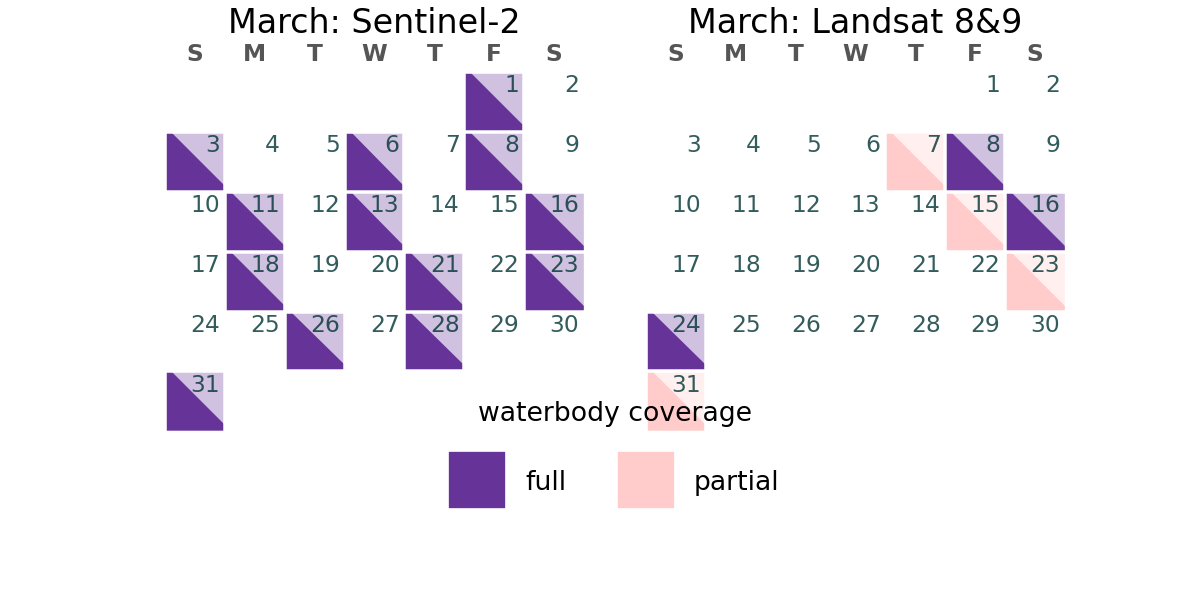 March: Sentinel-2
S M T W T F S
1 2
3 4 5 6 7 8 9
10 11 12 13 14 15 16
17 18 19 20 21 22 23
24 25 26 27 28 29 30
31
March: Landsat 8&9
S M T W T F S
1 2
3 4 5 6 7 8 9
10 11 12 13 14 15 16
17 18 19 20 21 22 23
24 25 26 27 28 29 30
31
waterbody coverage
full partial